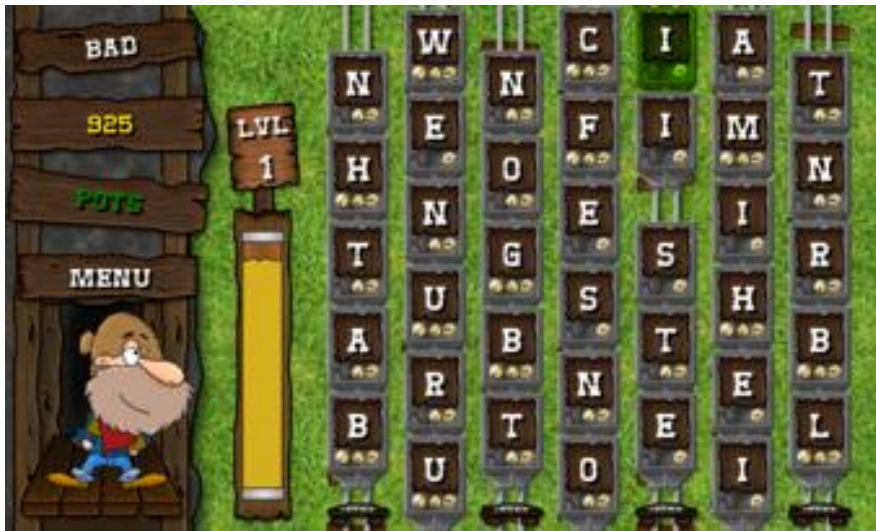 BAD
925
POTS
MENU
LVL
1
N H T A B
W E N U R U
N O G B T
C F E S N O
I I S T E
A M I H E I
T N R B L